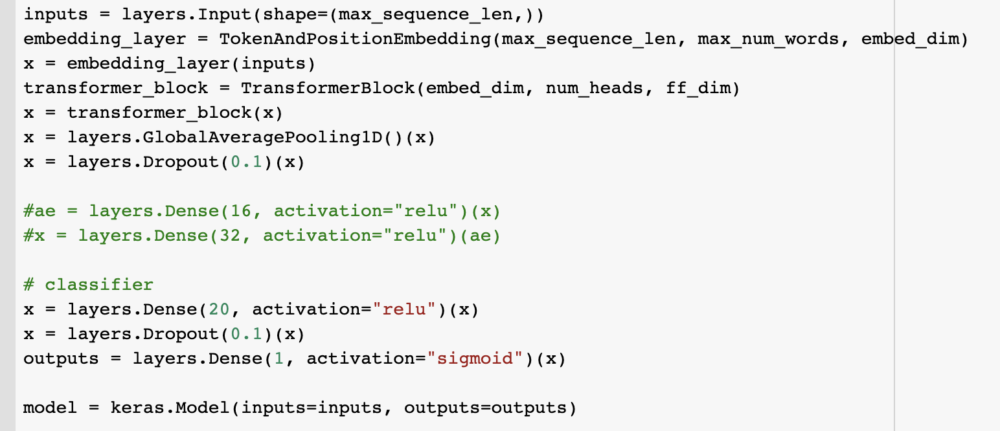 inputs = layers.Input(shape=(max_sequence_len,))
embedding_layer = TokenAndPositionEmbedding(max_sequence_len, max_num_words, embed_dim)
x = embedding_layer(inputs)
transformer_block = TransformerBlock(embed_dim, num_heads, ff_dim)
x = transformer_block(x)
x = layers.GlobalAveragePooling1D()(x)
x = layers.Dropout(0.1)(x)
#ae = layers.Dense(16, activation="relu")(x)
#x = layers.Dense(32, activation="relu")(ae)
# classifier
x = layers.Dense(20, activation="relu")(x)
x = layers.Dropout(0.1)(x)
outputs = layers.Dense(1, activation="sigmoid")(x)
model = keras.Model(inputs=inputs, outputs=outputs)